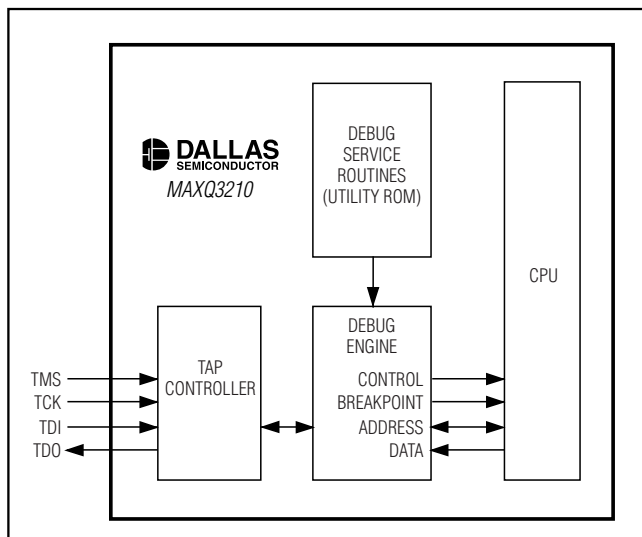 DALLAS
SEMICONDUCTOR
MAXQ3210
DEBUG
SERVICE
ROUTINES
(UTILITY ROM)
CPU
TAP
CONTROLLER
DEBUG
ENGINE
CONTROL
BREAKPOINT
ADDRESS
DATA
TMS
TCK
TDI
TDO